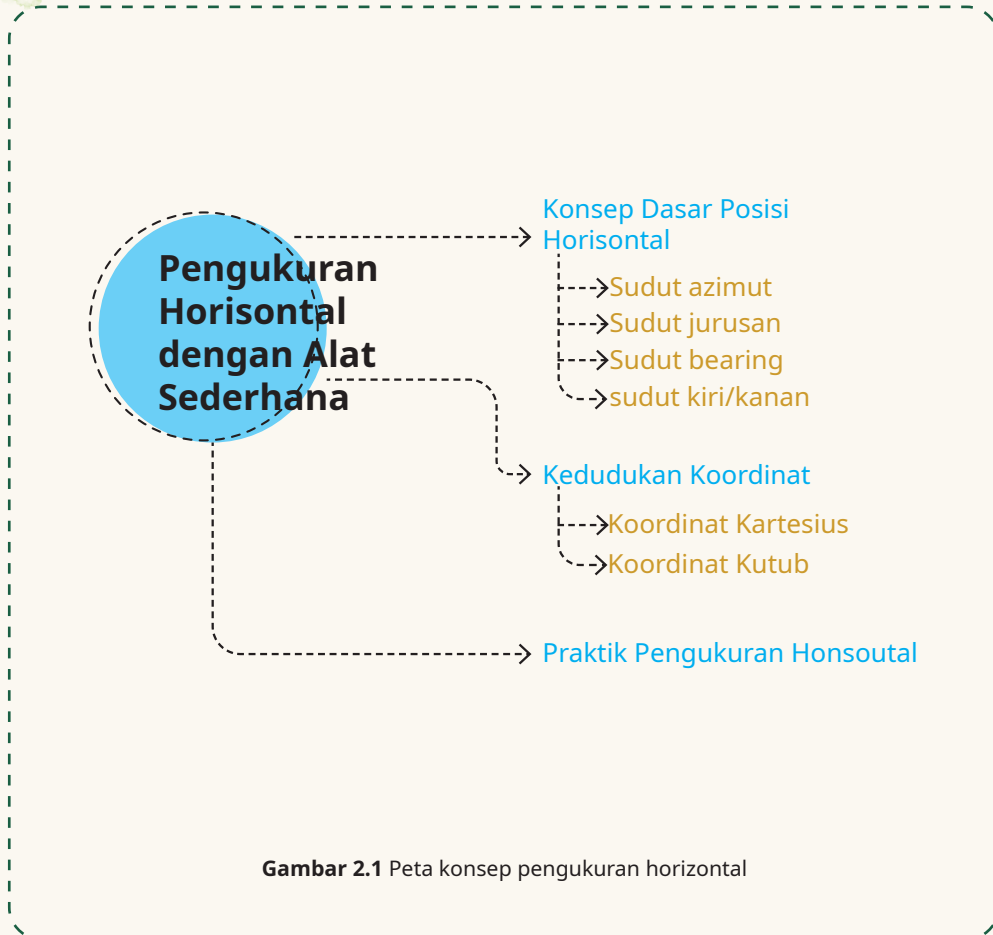 Pengukuran
Horisontal
dengan Alat
Sederhana
Konsep Dasar Posisi
Horisontal
Sudut azimut
Sudut jurusan
Sudut bearing
sudut kiri/kanan
Kedudukan Koordinat
Koordinat Kartesius
Koordinat Kutub
Praktik Pengukuran Honsoutal
Gambar 2.1 Peta konsep pengukuran horizontal